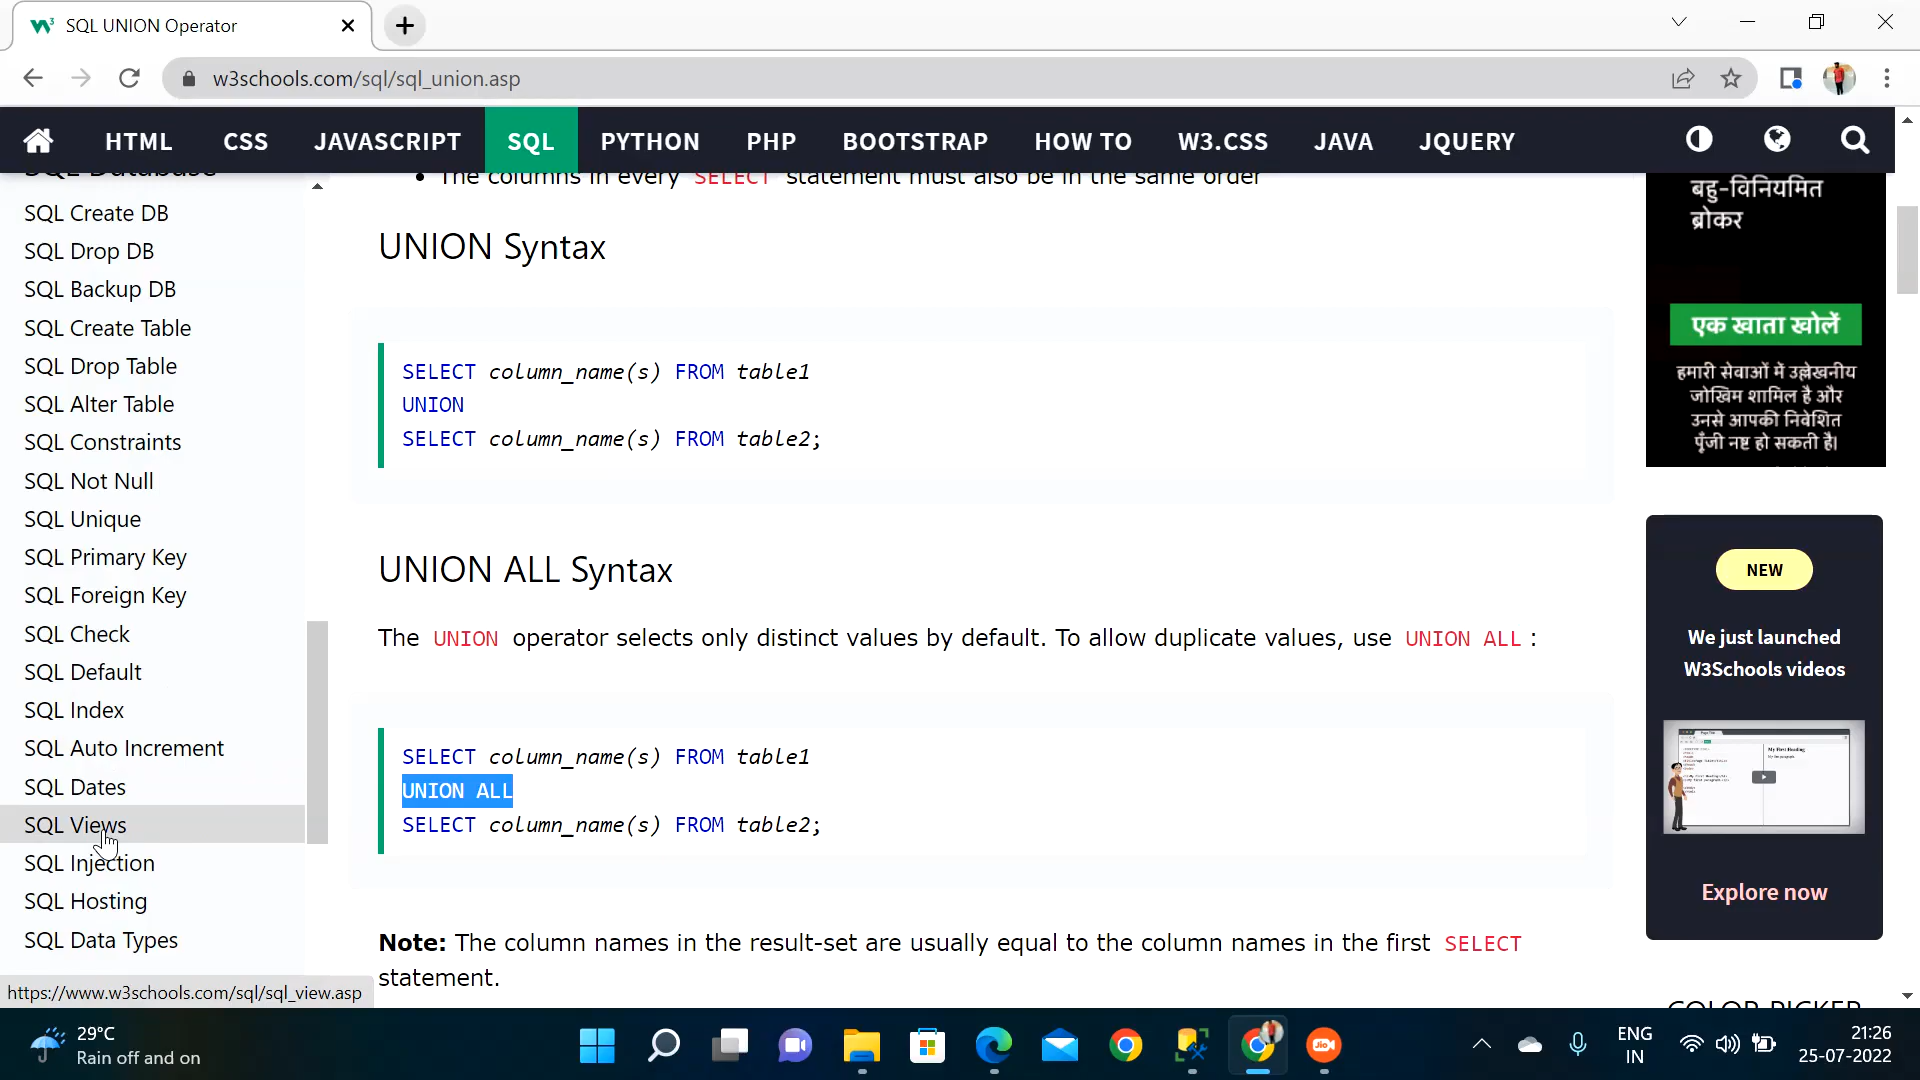 SQL UNION Operator
w3schools.com/sql/sql_union.asp
HTML CSS JAVASCRIPT SQL PYTHON PHP BOOTSTRAP HOW TO W3.CSS JAVA JQUERY
SQL Database
SQL Create DB
SQL Drop DB
SQL Backup DB
SQL Create Table
SQL Drop Table
SQL Alter Table
SQL Constraints
SQL Not Null
SQL Unique
SQL Primary Key
SQL Foreign Key
SQL Check
SQL Default
SQL Index
SQL Auto Increment
SQL Dates
SQL Views
SQL Injection
SQL Hosting
SQL Data Types
https://www.w3schools.com/sql/sql_view.asp
The columns in every SELECT statement must also be in the same order
UNION Syntax
SELECT column_name(s) FROM table1
UNION
SELECT column_name(s) FROM table2;
UNION ALL Syntax
The UNION operator selects only distinct values by default. To allow duplicate values, use UNION ALL:
SELECT column_name(s) FROM table1
UNION ALL
SELECT column_name(s) FROM table2;
Note: The column names in the result-set are usually equal to the column names in the first SELECT
statement.
बहु-विनियमित
ब्रोकर
एक खाता खोलें
हमारी सेवाओं में उल्लेखनीय
जोखिम शामिल है और
उनसे आपकी निवेशित
पूँजी नष्ट हो सकती है।
NEW
We just launched
W3Schools videos
Explore now
COLOR PICKER
29°C
Rain off and on
Jio
ENG
IN
21:26
25-07-2022